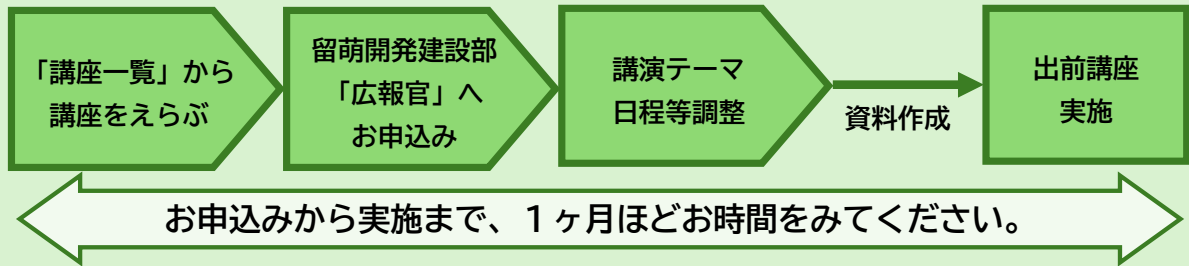 「講座一覧」から
講座をえらぶ
留萌開発建設部
「広報官」へ
お申込み
講演テーマ
日程等調整
資料作成
出前講座
実施
お申込みから実施まで、１ヶ月ほどお時間をみてください。